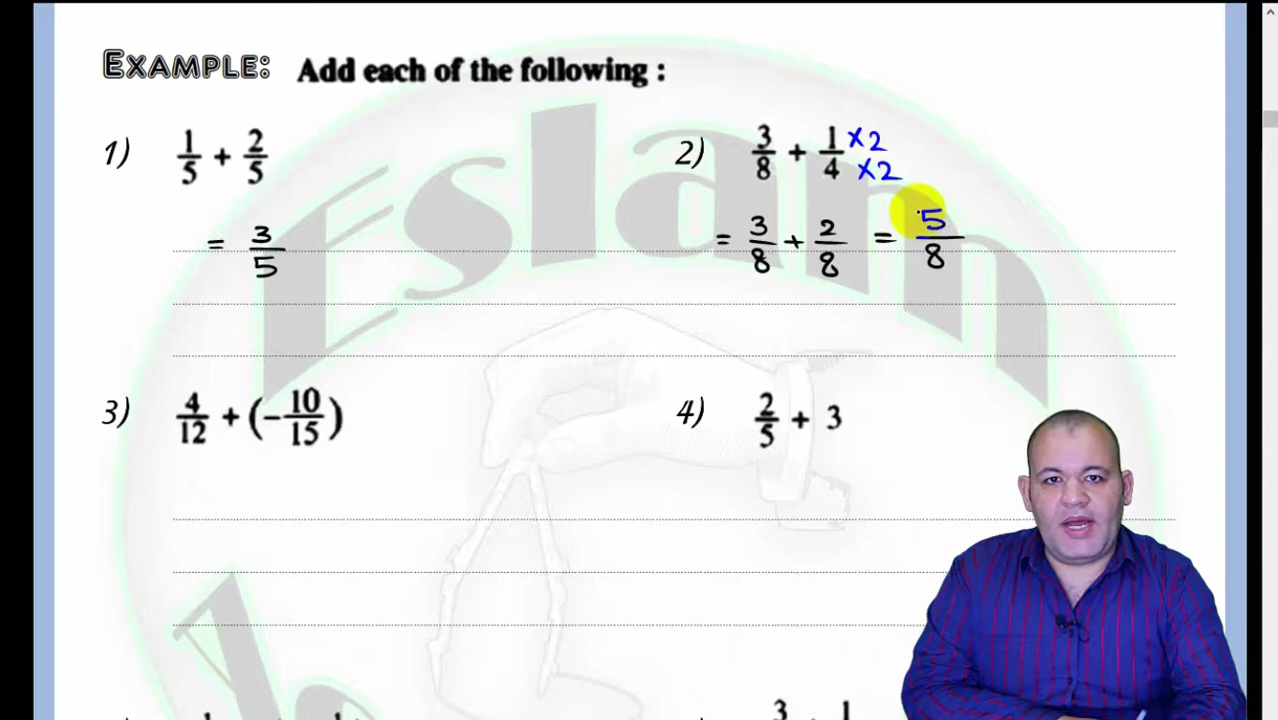 EXAMPLE: Add each of the following :
1) 1/5 + 2/5
= 3/5
2) 3/8 + 1/4 ×2 ×2
= 3/8 + 2/8 = 5/8
3) 4/12 + (-10/15)
4) 2/5 + 3
Eslam